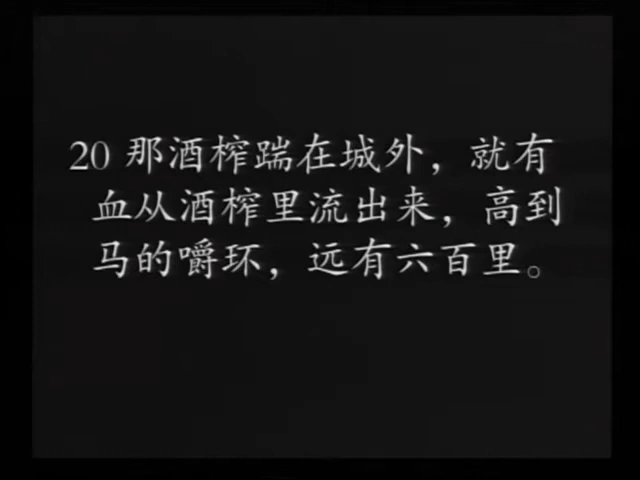 20 那酒榨踹在城外，就有
血从酒榨里流出来，高到
马的嚼环，远有六百里。